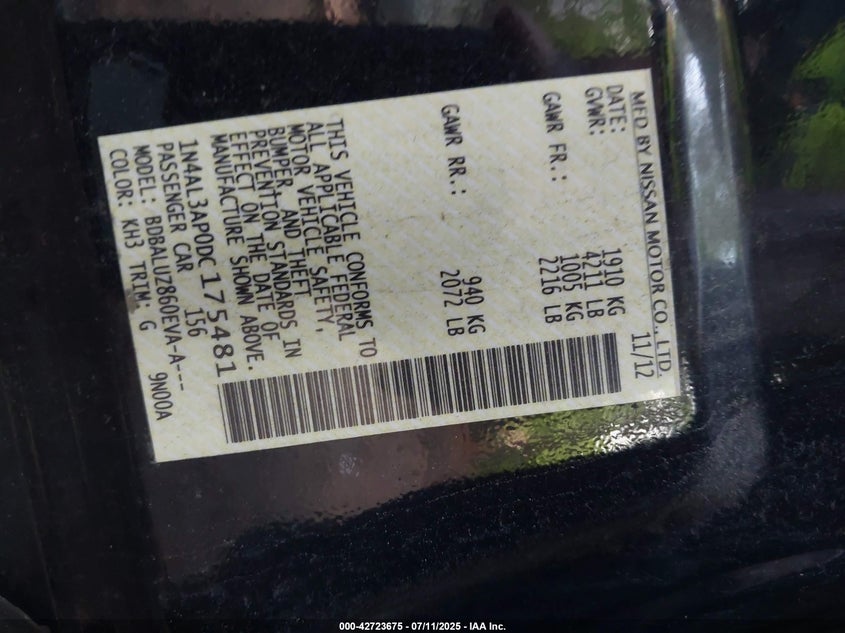 MFD BY NISSAN MOTOR CO., LTD.
DATE: 11/12
GVWR: 1910 KG
4211 LB
GAWR FR.: 1005 KG
2216 LB
GAWR RR.: 940 KG
2072 LB
THIS VEHICLE CONFORMS TO
ALL APPLICABLE FEDERAL
MOTOR VEHICLE SAFETY,
BUMPER, AND THEFT
PREVENTION STANDARDS IN
EFFECT ON THE DATE OF
MANUFACTURE SHOWN ABOVE.
1N4AL3AP0DC175481
PASSENGER CAR 156
MODEL: BDBALUZ860EVA-A---
COLOR: KH3 TRIM: G 9N00A
000-42723675 - 07/11/2025 - IAA Inc.